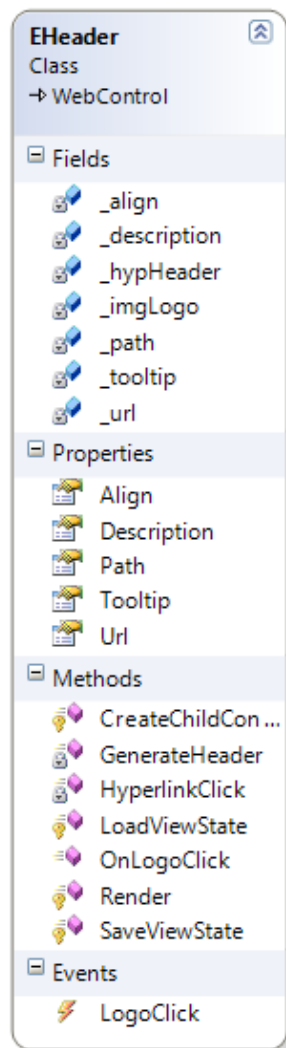 EHeader
Class
WebControl
Fields
_align
_description
_hypHeader
_imgLogo
_path
_tooltip
_url
Properties
Align
Description
Path
Tooltip
Url
Methods
CreateChildCon ...
GenerateHeader
HyperlinkClick
LoadViewState
OnLogoClick
Render
SaveViewState
Events
LogoClick